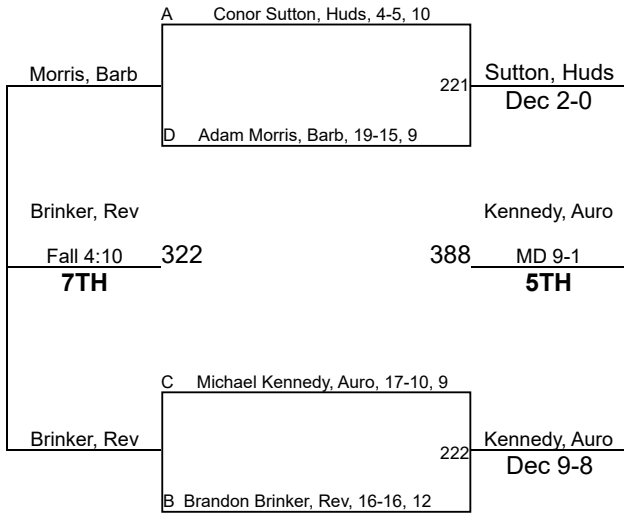 A Conor Sutton, Huds, 4-5, 10
Morris, Barb
221
Sutton, Huds
Dec 2-0
D Adam Morris, Barb, 19-15, 9
Brinker, Rev
Kennedy, Auro
Fall 4:10
322
388
MD 9-1
7TH
5TH
C Michael Kennedy, Auro, 17-10, 9
Brinker, Rev
222
Kennedy, Auro
Dec 9-8
B Brandon Brinker, Rev, 16-16, 12